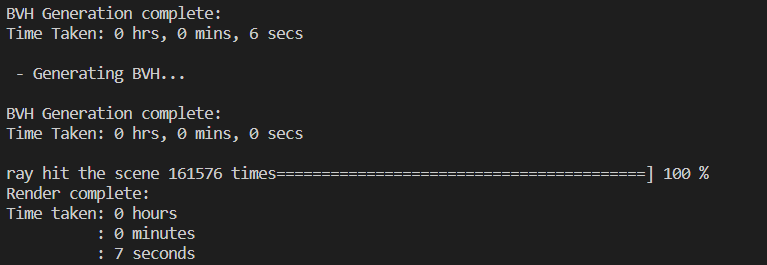 BVH Generation complete:
Time Taken: 0 hrs, 0 mins, 6 secs
- Generating BVH...
BVH Generation complete:
Time Taken: 0 hrs, 0 mins, 0 secs
ray hit the scene 161576 times=========================================] 100 %
Render complete:
Time taken: 0 hours
: 0 minutes
: 7 seconds